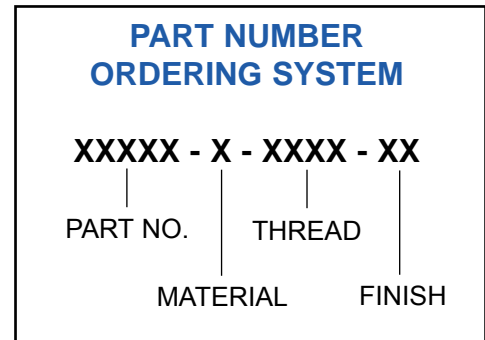 PART NUMBER
ORDERING SYSTEM
XXXXX - X - XXXX - XX
PART NO.
THREAD
MATERIAL
FINISH